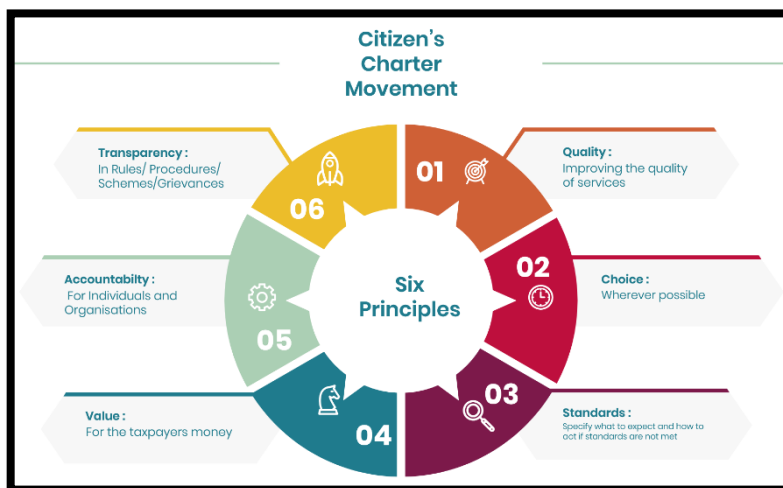 Citizen's
Charter
Movement
01
Quality :
Improving the quality
of services
02
Choice :
Wherever possible
03
Standards :
Specify what to expect and how to
act if standards are not met
04
Value :
For the taxpayers money
05
Accountabilty :
For Individuals and
Organisations
06
Transparency :
In Rules/ Procedures/
Schemes/Grievances
Six
Principles